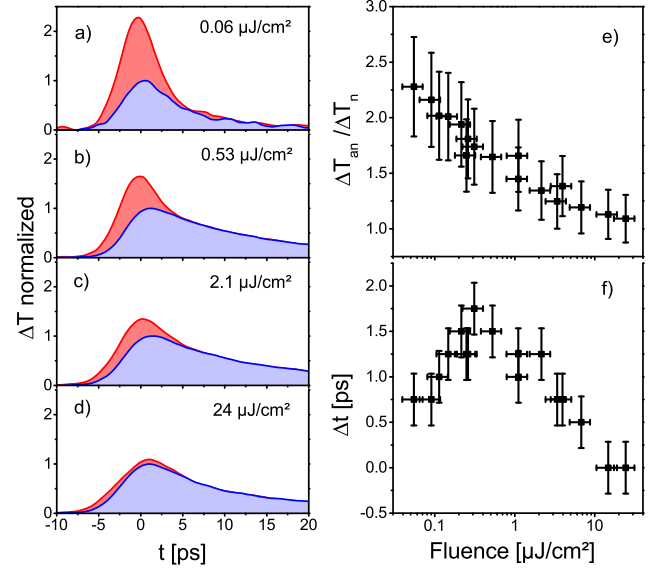 a) 0.06 µJ/cm²
2
1
0
b) 0.53 µJ/cm²
2
1
0
c) 2.1 µJ/cm²
2
1
0
d) 24 µJ/cm²
2
1
0
-10 -5 0 5 10 15 20
t [ps]
ΔT normalized
e)
3.0
2.5
2.0
1.5
1.0
ΔTan/ΔTn
f)
2.0
1.5
1.0
0.5
0.0
-0.5
Δt [ps]
0.1 1 10
Fluence [µJ/cm²]